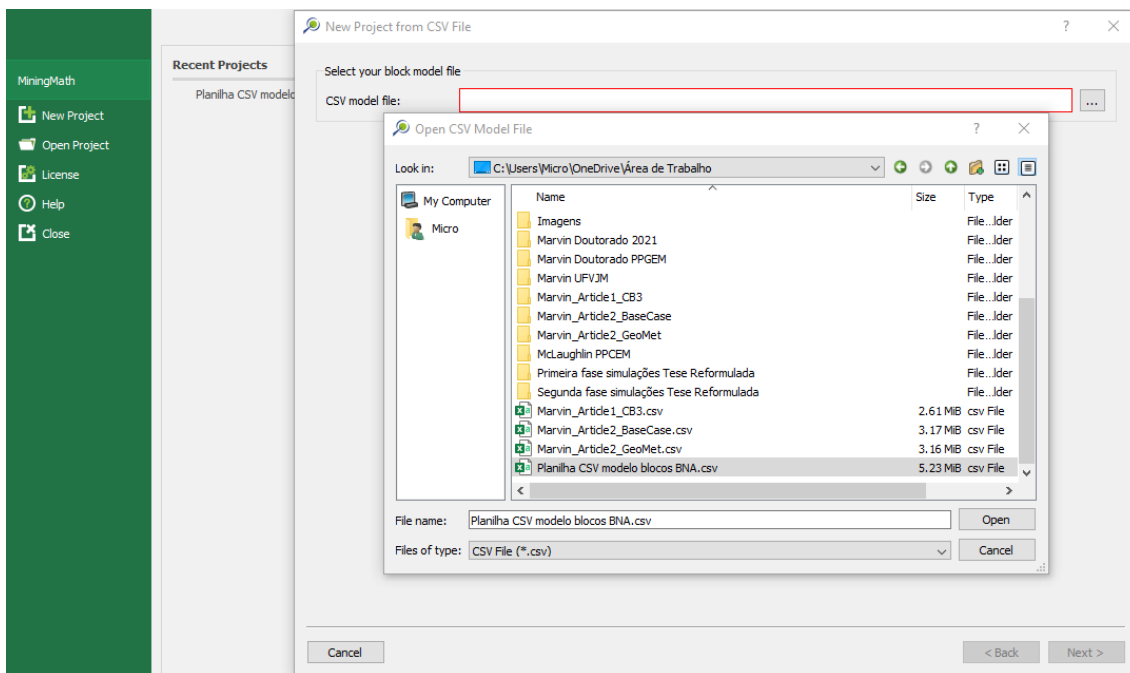 New Project from CSV File
MiningMath
New Project
Open Project
License
Help
Close
Recent Projects
Planilha CSV modelo
Select your block model file
CSV model file:
...
Open CSV Model File
Look in: C:\Users\Micro\OneDrive\Área de Trabalho
My Computer
Micro
Name Size Type
Imagens File...lder
Marvin Doutorado 2021 File...lder
Marvin Doutorado PPGEM File...lder
Marvin UFVJM File...lder
Marvin_Article1_CB3 File...lder
Marvin_Article2_BaseCase File...lder
Marvin_Article2_GeoMet File...lder
McLaughlin PPCEM File...lder
Primeira fase simulações Tese Reformulada File...lder
Segunda fase simulações Tese Reformulada File...lder
Marvin_Article1_CB3.csv 2.61 MiB csv File
Marvin_Article2_BaseCase.csv 3.17 MiB csv File
Marvin_Article2_GeoMet.csv 3.16 MiB csv File
Planilha CSV modelo blocos BNA.csv 5.23 MiB csv File
File name: Planilha CSV modelo blocos BNA.csv Open
Files of type: CSV File (*.csv) Cancel
Cancel < Back Next >